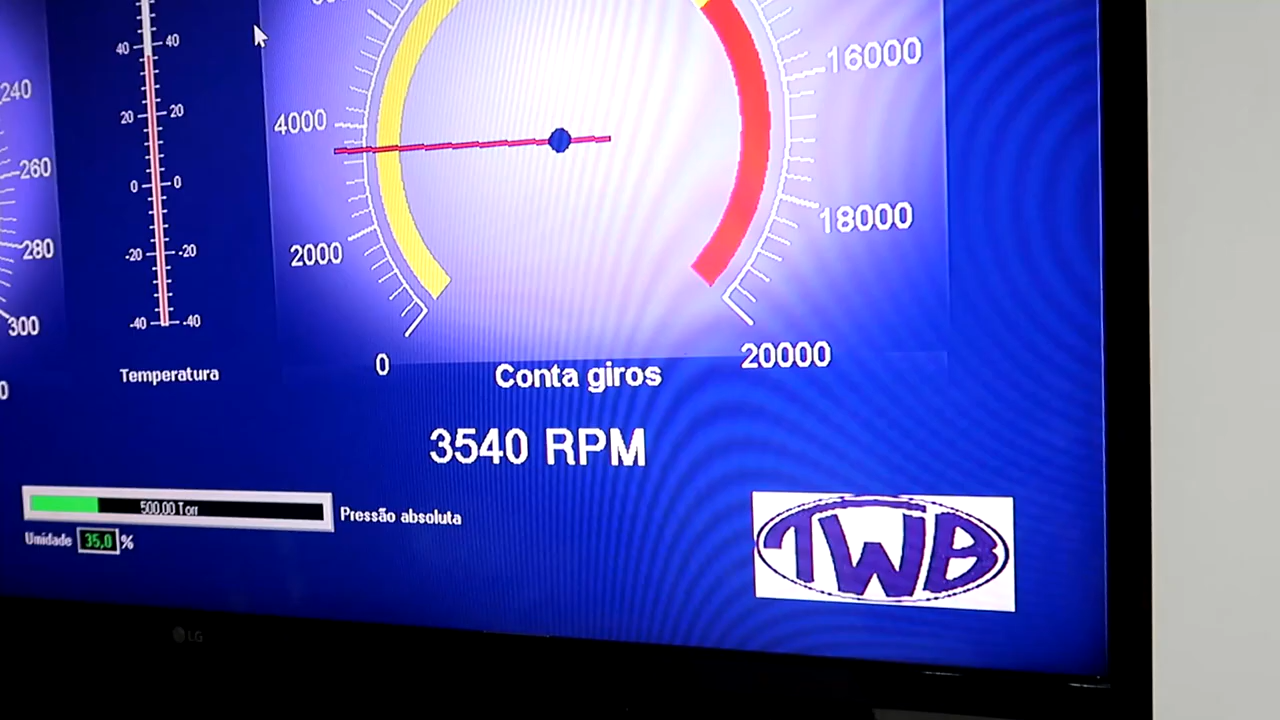 240
260
280
300
0
40 40
20 20
0 0
-20 -20
-40 -40
Temperatura
4000
2000
0
16000
18000
20000
Conta giros
3540 RPM
500,00 Torr
Pressão absoluta
Umidade 35,0 %
TWB
LG